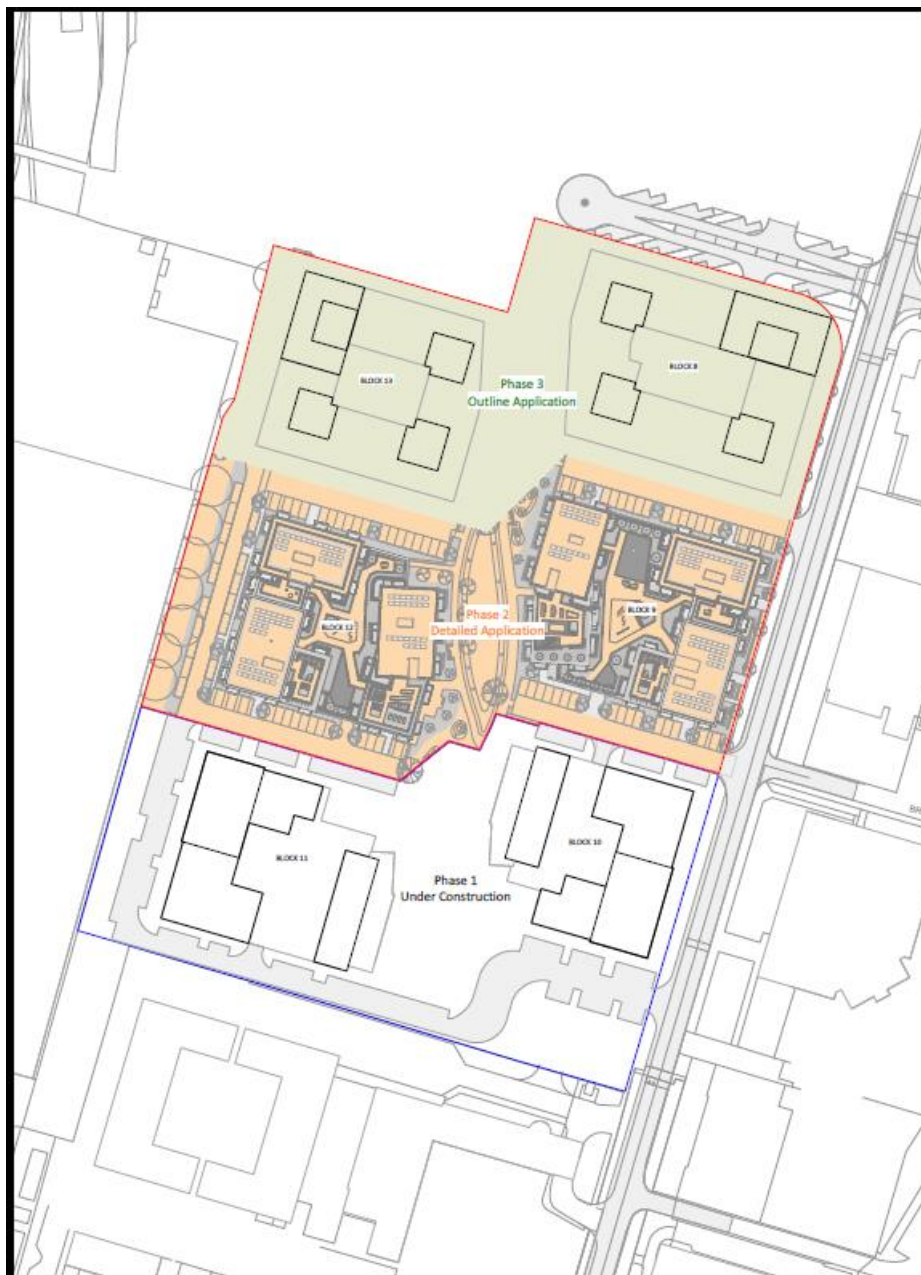 BLOCK 13
BLOCK 8
Phase 3
Outline Application
Phase 2
Detailed Application
BLOCK 12
BLOCK 9
BLOCK 11
BLOCK 10
Phase 1
Under Construction